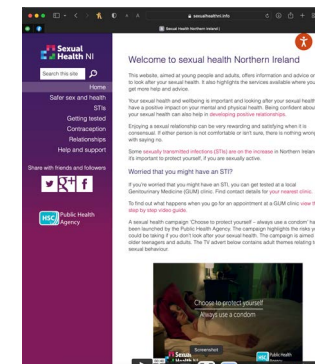 sexualhealthni.info
Sexual Health Northern Ireland |
Sexual
Health NI
Search this site
Home
Safer sex and health
STIs
Getting tested
Contraception
Relationships
Help and support
Share with friends and followers
HSC Public Health
Agency
Welcome to sexual health Northern Ireland
This website, aimed at young people and adults, offers information and advice on
to look after your sexual health. It also highlights the services available where you
get more help and advice.
Your sexual health and wellbeing is important and looking after your sexual health
have a positive impact on your mental and physical health. Being confident about
your sexual health can also help in developing positive relationships.
Enjoying a sexual relationship can be very rewarding and satisfying when it is
consensual. If either person is not comfortable or isn't sure, there is nothing wrong
with saying no.
Some sexually transmitted infections (STIs) are on the increase in Northern Ireland
it's important to protect yourself, if you are sexually active.
Worried that you might have an STI?
If you're worried that you might have an STI, you can get tested at a local
Genitourinary Medicine (GUM) clinic. Find contact details for your nearest clinic.
To find out what happens when you go for an appointment at a GUM clinic view
step by step video guide.
A sexual health campaign 'Choose to protect yourself – always use a condom' ha
been launched by the Public Health Agency. The campaign highlights the risks y
could be taking if you don't look after your sexual health. The campaign is aimed
older teenagers and adults. The TV advert below contains adult themes relating
sexual behaviour.
Choose to protect yourself
Always use a condom
Screenshot
Sexual
Public Health